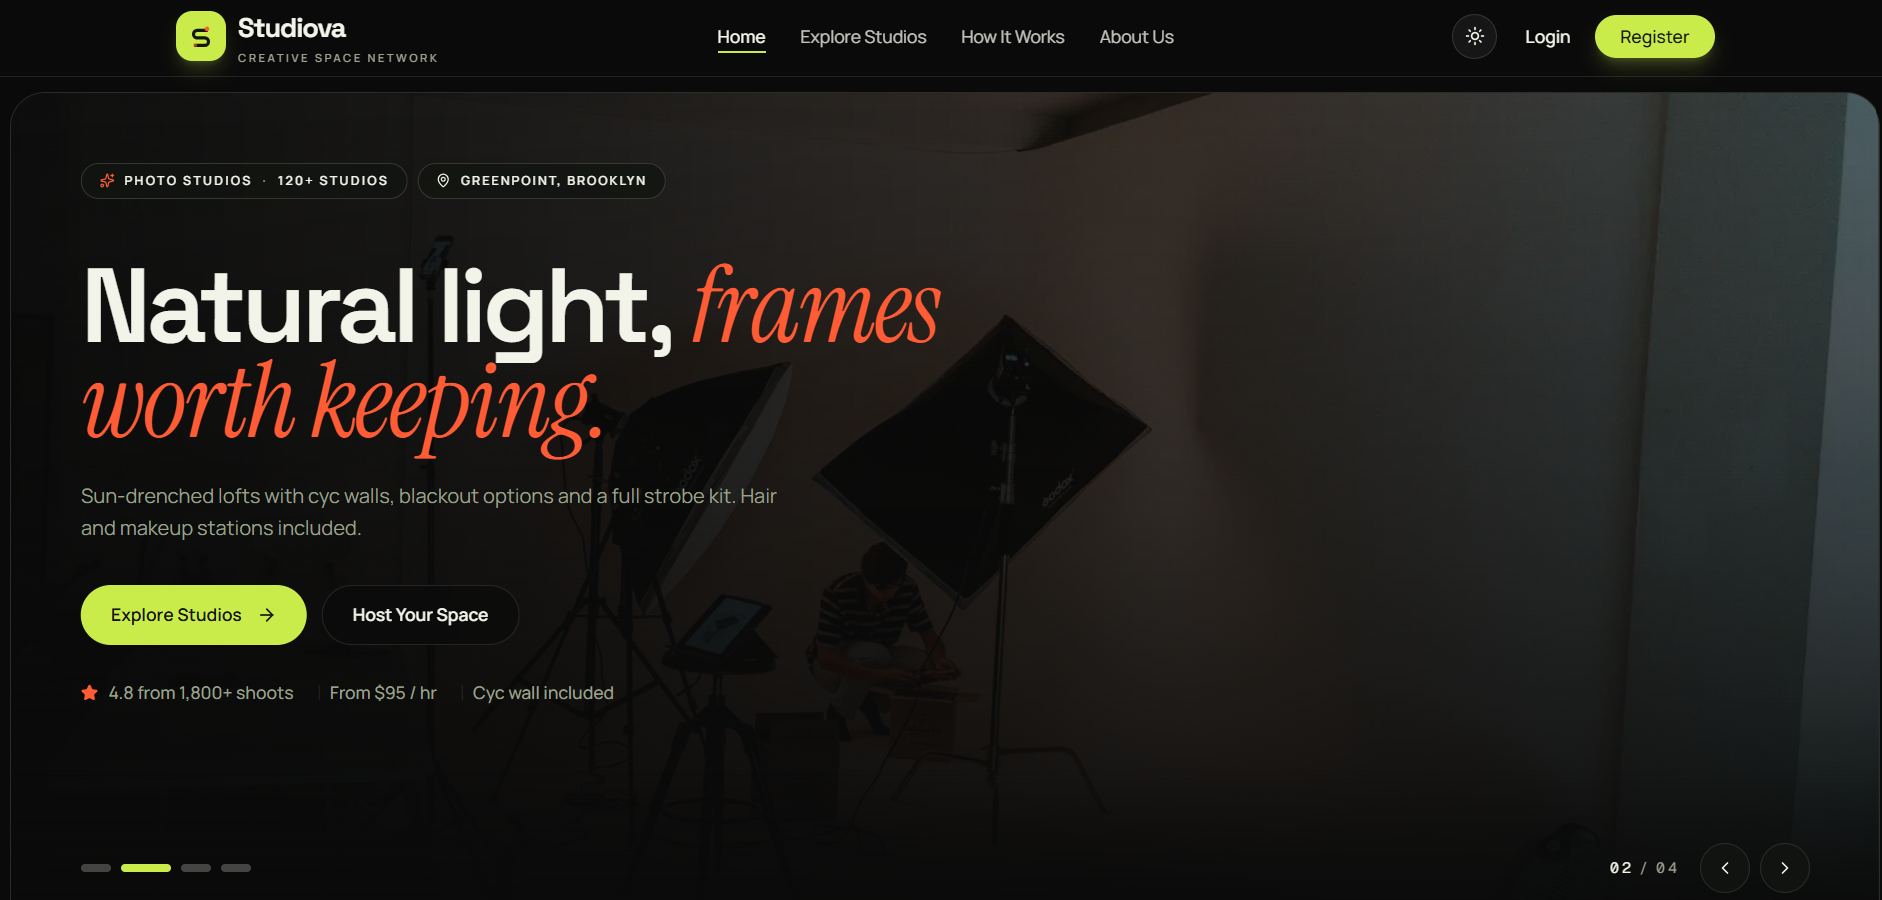 Studiova
CREATIVE SPACE NETWORK
Home
Explore Studios
How It Works
About Us
Login
Register
PHOTO STUDIOS · 120+ STUDIOS
GREENPOINT, BROOKLYN
Natural light, frames
worth keeping.
Sun-drenched lofts with cyc walls, blackout options and a full strobe kit. Hair
and makeup stations included.
Explore Studios
Host Your Space
4.8 from 1,800+ shoots
From $95 / hr
Cyc wall included
Godox
02 / 04